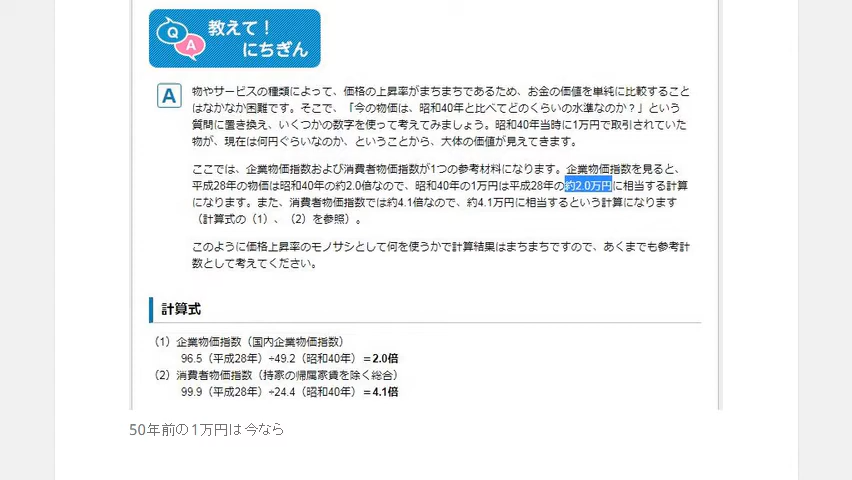 Q
A
教えて！
にちぎん
A
物やサービスの種類によって、価格の上昇率がまちまちであるため、お金の価値を単純に比較すること
はなかなか困難です。そこで、「今の物価は、昭和40年と比べてどのくらいの水準なのか？」という
質問に置き換え、いくつかの数字を使って考えてみましょう。昭和40年当時に1万円で取引されていた
物が、現在は何円ぐらいなのか、ということから、大体の価値が見えてきます。
ここでは、企業物価指数および消費者物価指数が1つの参考材料になります。企業物価指数を見ると、
平成28年の物価は昭和40年の約2.0倍なので、昭和40年の1万円は平成28年の約2.0万円に相当する計算
になります。また、消費者物価指数では約4.1倍なので、約4.1万円に相当するという計算になります
（計算式の（1）、（2）を参照）。
このように価格上昇率のモノサシとして何を使うかで計算結果はまちまちですので、あくまでも参考計
数として考えてください。
計算式
（1）企業物価指数（国内企業物価指数）
96.5（平成28年）÷49.2（昭和40年）＝2.0倍
（2）消費者物価指数（持家の帰属家賃を除く総合）
99.9（平成28年）÷24.4（昭和40年）＝4.1倍
50年前の1万円は 今なら